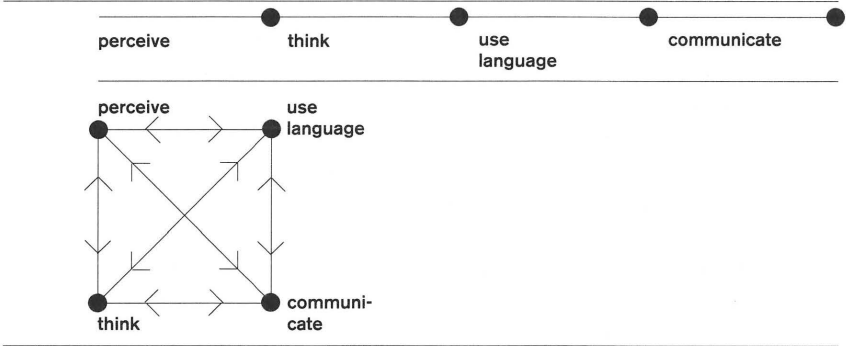 perceive think use communicate
language
perceive use
language
think communi-
cate